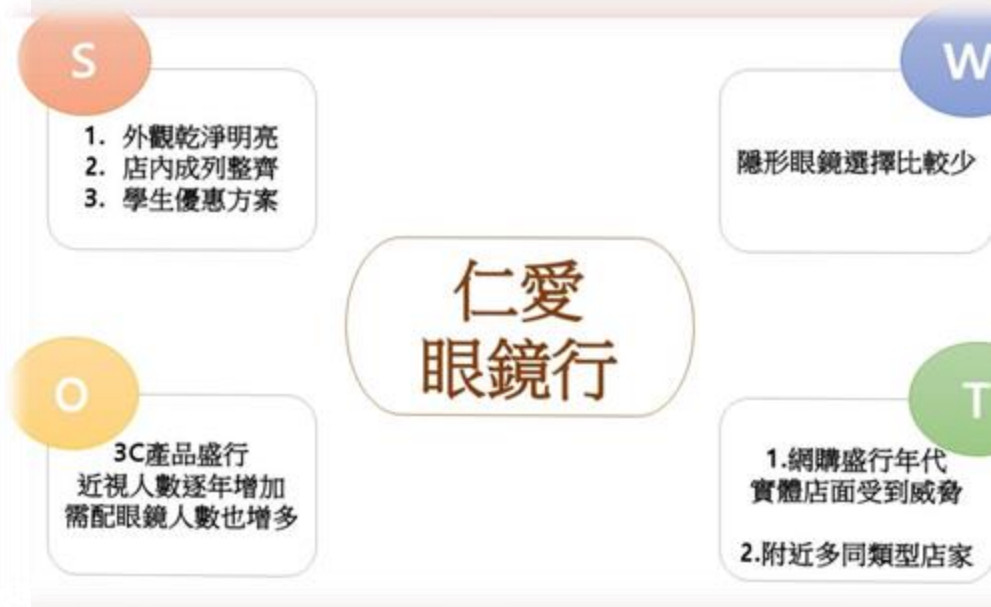 S
1. 外觀乾淨明亮
2. 店內成列整齊
3. 學生優惠方案
W
隱形眼鏡選擇比較少
仁愛
眼鏡行
O
3C產品盛行
近視人數逐年增加
需配眼鏡人數也增多
T
1.網購盛行年代
實體店面受到威脅
2.附近多同類型店家